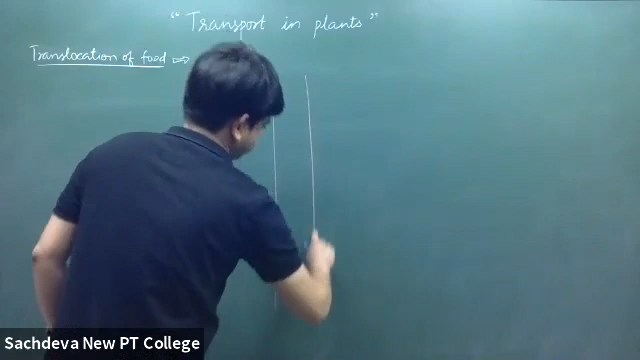 "Transport in plants"
Translocation of food ⇒
Sachdeva New PT College